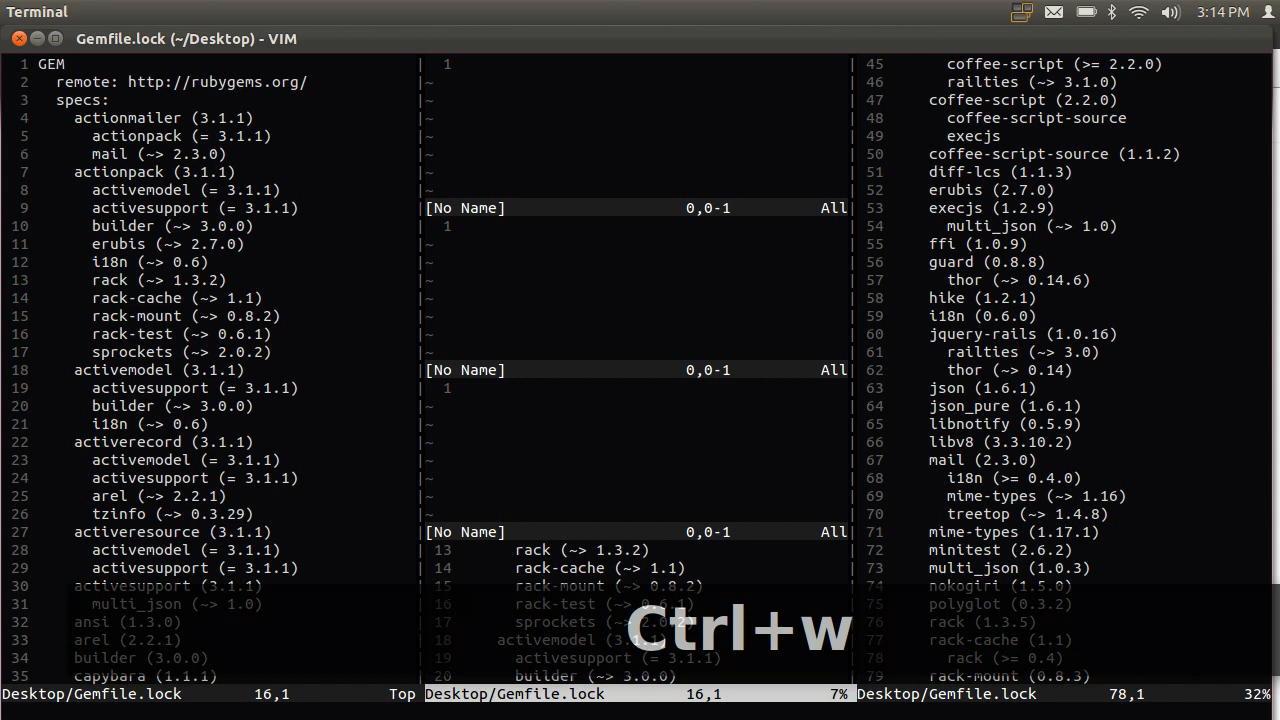 Terminal
3:14 PM
Gemfile.lock (~/Desktop) - VIM
1 GEM
2 remote: http://rubygems.org/
3 specs:
4 actionmailer (3.1.1)
5 actionpack (= 3.1.1)
6 mail (~> 2.3.0)
7 actionpack (3.1.1)
8 activemodel (= 3.1.1)
9 activesupport (= 3.1.1)
10 builder (~> 3.0.0)
11 erubis (~> 2.7.0)
12 i18n (~> 0.6)
13 rack (~> 1.3.2)
14 rack-cache (~> 1.1)
15 rack-mount (~> 0.8.2)
16 rack-test (~> 0.6.1)
17 sprockets (~> 2.0.2)
18 activemodel (3.1.1)
19 activesupport (= 3.1.1)
20 builder (~> 3.0.0)
21 i18n (~> 0.6)
22 activerecord (3.1.1)
23 activemodel (= 3.1.1)
24 activesupport (= 3.1.1)
25 arel (~> 2.2.1)
26 tzinfo (~> 0.3.29)
27 activeresource (3.1.1)
28 activemodel (= 3.1.1)
29 activesupport (= 3.1.1)
30 activesupport (3.1.1)
31 multi_json (~> 1.0)
32 ansi (1.3.0)
33 arel (2.2.1)
34 builder (3.0.0)
35 capybara (1.1.1)
Desktop/Gemfile.lock 16,1 Top
1
~
~
~
~
~
~
~
[No Name] 0,0-1 All
1
~
~
~
~
~
~
~
[No Name] 0,0-1 All
1
~
~
~
~
~
~
~
[No Name] 0,0-1 All
13 rack (~> 1.3.2)
14 rack-cache (~> 1.1)
15 rack-mount (~> 0.8.2)
16 rack-test (~> 0.6.1)
17 sprockets (~> 2.0.2)
18 activemodel (3.1.1)
19 activesupport (= 3.1.1)
20 builder (~> 3.0.0)
Desktop/Gemfile.lock 16,1 7%
45 coffee-script (>= 2.2.0)
46 railties (~> 3.1.0)
47 coffee-script (2.2.0)
48 coffee-script-source
49 execjs
50 coffee-script-source (1.1.2)
51 diff-lcs (1.1.3)
52 erubis (2.7.0)
53 execjs (1.2.9)
54 multi_json (~> 1.0)
55 ffi (1.0.9)
56 guard (0.8.8)
57 thor (~> 0.14.6)
58 hike (1.2.1)
59 i18n (0.6.0)
60 jquery-rails (1.0.16)
61 railties (~> 3.0)
62 thor (~> 0.14)
63 json (1.6.1)
64 json_pure (1.6.1)
65 libnotify (0.5.9)
66 libv8 (3.3.10.2)
67 mail (2.3.0)
68 i18n (>= 0.4.0)
69 mime-types (~> 1.16)
70 treetop (~> 1.4.8)
71 mime-types (1.17.1)
72 minitest (2.6.2)
73 multi_json (1.0.3)
74 nokogiri (1.5.0)
75 polyglot (0.3.2)
76 rack (1.3.5)
77 rack-cache (1.1)
78 rack (>= 0.4)
79 rack-mount (0.8.3)
Desktop/Gemfile.lock 78,1 32%
Ctrl+w